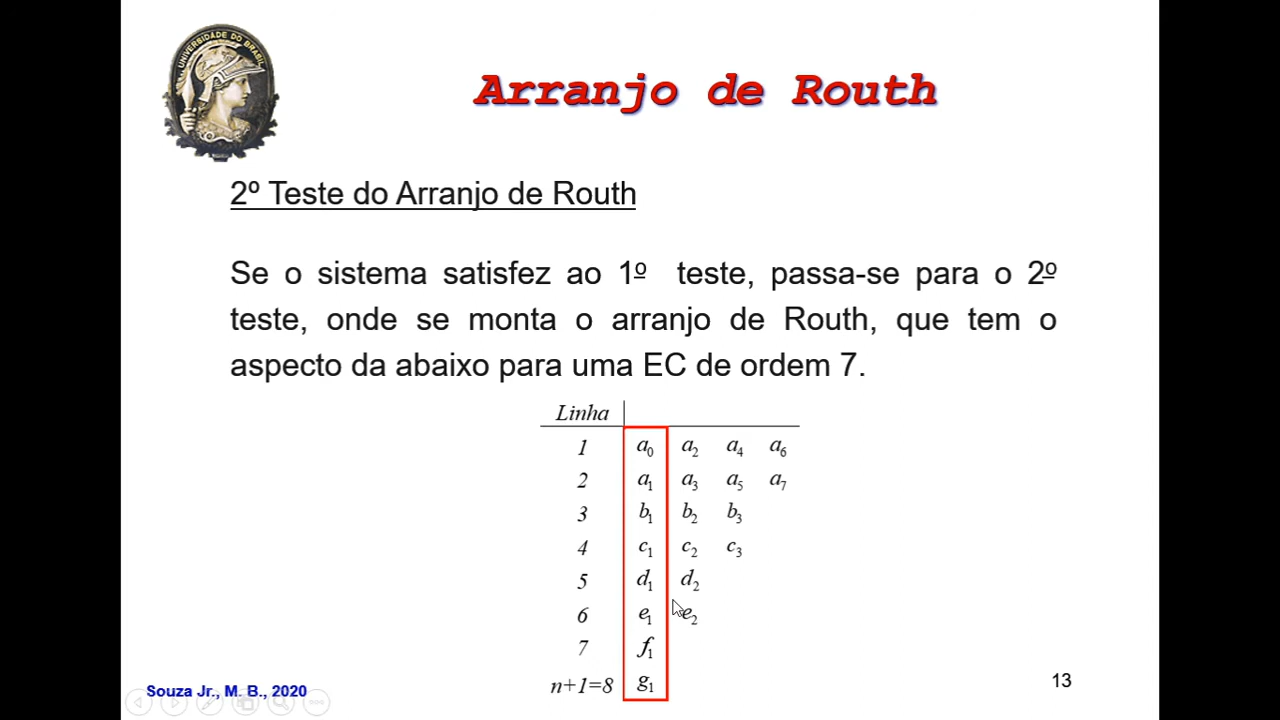 UNIVERSIDADE DO BRASIL
Arranjo de Routh
2º Teste do Arranjo de Routh
Se o sistema satisfez ao 1º teste, passa-se para o 2º
teste, onde se monta o arranjo de Routh, que tem o
aspecto da abaixo para uma EC de ordem 7.
Linha
1 a0 a2 a4 a6
2 a1 a3 a5 a7
3 b1 b2 b3
4 c1 c2 c3
5 d1 d2
6 e1 e2
7 f1
n+1=8 g1
Souza Jr., M. B., 2020
13